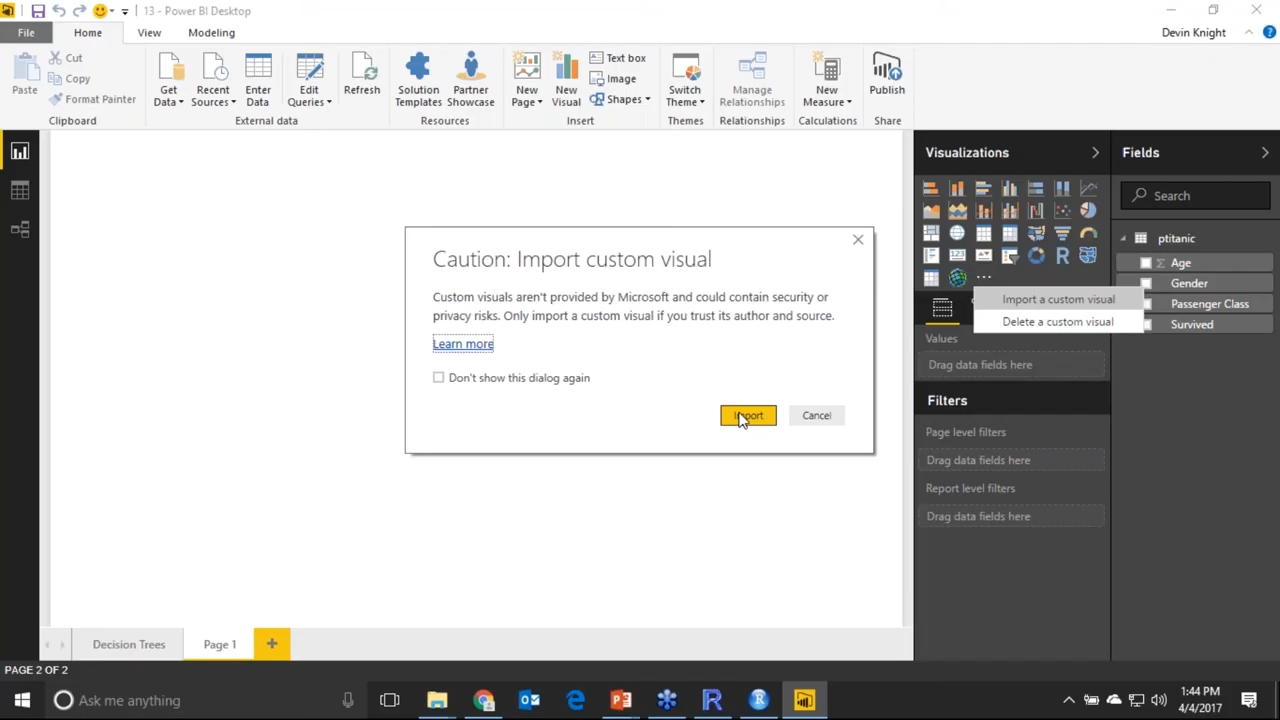 13 - Power BI Desktop
File
Home
View
Modeling
Devin Knight
Paste
Cut
Copy
Format Painter
Clipboard
Get
Data
Recent
Sources
Enter
Data
Edit
Queries
Refresh
External data
Solution
Templates
Partner
Showcase
Resources
New
Page
New
Visual
Text box
Image
Shapes
Insert
Switch
Theme
Themes
Manage
Relationships
Relationships
New
Measure
Calculations
Publish
Share
Caution: Import custom visual
Custom visuals aren't provided by Microsoft and could contain security or
privacy risks. Only import a custom visual if you trust its author and source.
Learn more
Don't show this dialog again
Import
Cancel
Visualizations
R
Import a custom visual
Delete a custom visual
Values
Drag data fields here
Filters
Page level filters
Drag data fields here
Report level filters
Drag data fields here
Fields
Search
ptitanic
Age
Gender
Passenger Class
Survived
Decision Trees
Page 1
PAGE 2 OF 2
Ask me anything
1:44 PM
4/4/2017